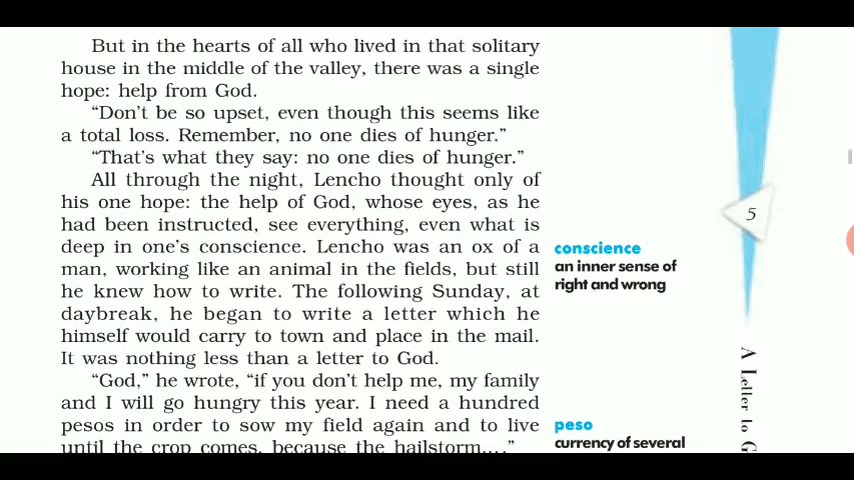 But in the hearts of all who lived in that solitary
house in the middle of the valley, there was a single
hope: help from God.
“Don’t be so upset, even though this seems like
a total loss. Remember, no one dies of hunger.”
“That’s what they say: no one dies of hunger.”
All through the night, Lencho thought only of
his one hope: the help of God, whose eyes, as he
had been instructed, see everything, even what is
deep in one’s conscience. Lencho was an ox of a
man, working like an animal in the fields, but still
he knew how to write. The following Sunday, at
daybreak, he began to write a letter which he
himself would carry to town and place in the mail.
It was nothing less than a letter to God.
“God,” he wrote, “if you don’t help me, my family
and I will go hungry this year. I need a hundred
pesos in order to sow my field again and to live
until the crop comes, because the hailstorm....”
conscience
an inner sense of
right and wrong
peso
currency of several
5
A Letter to G